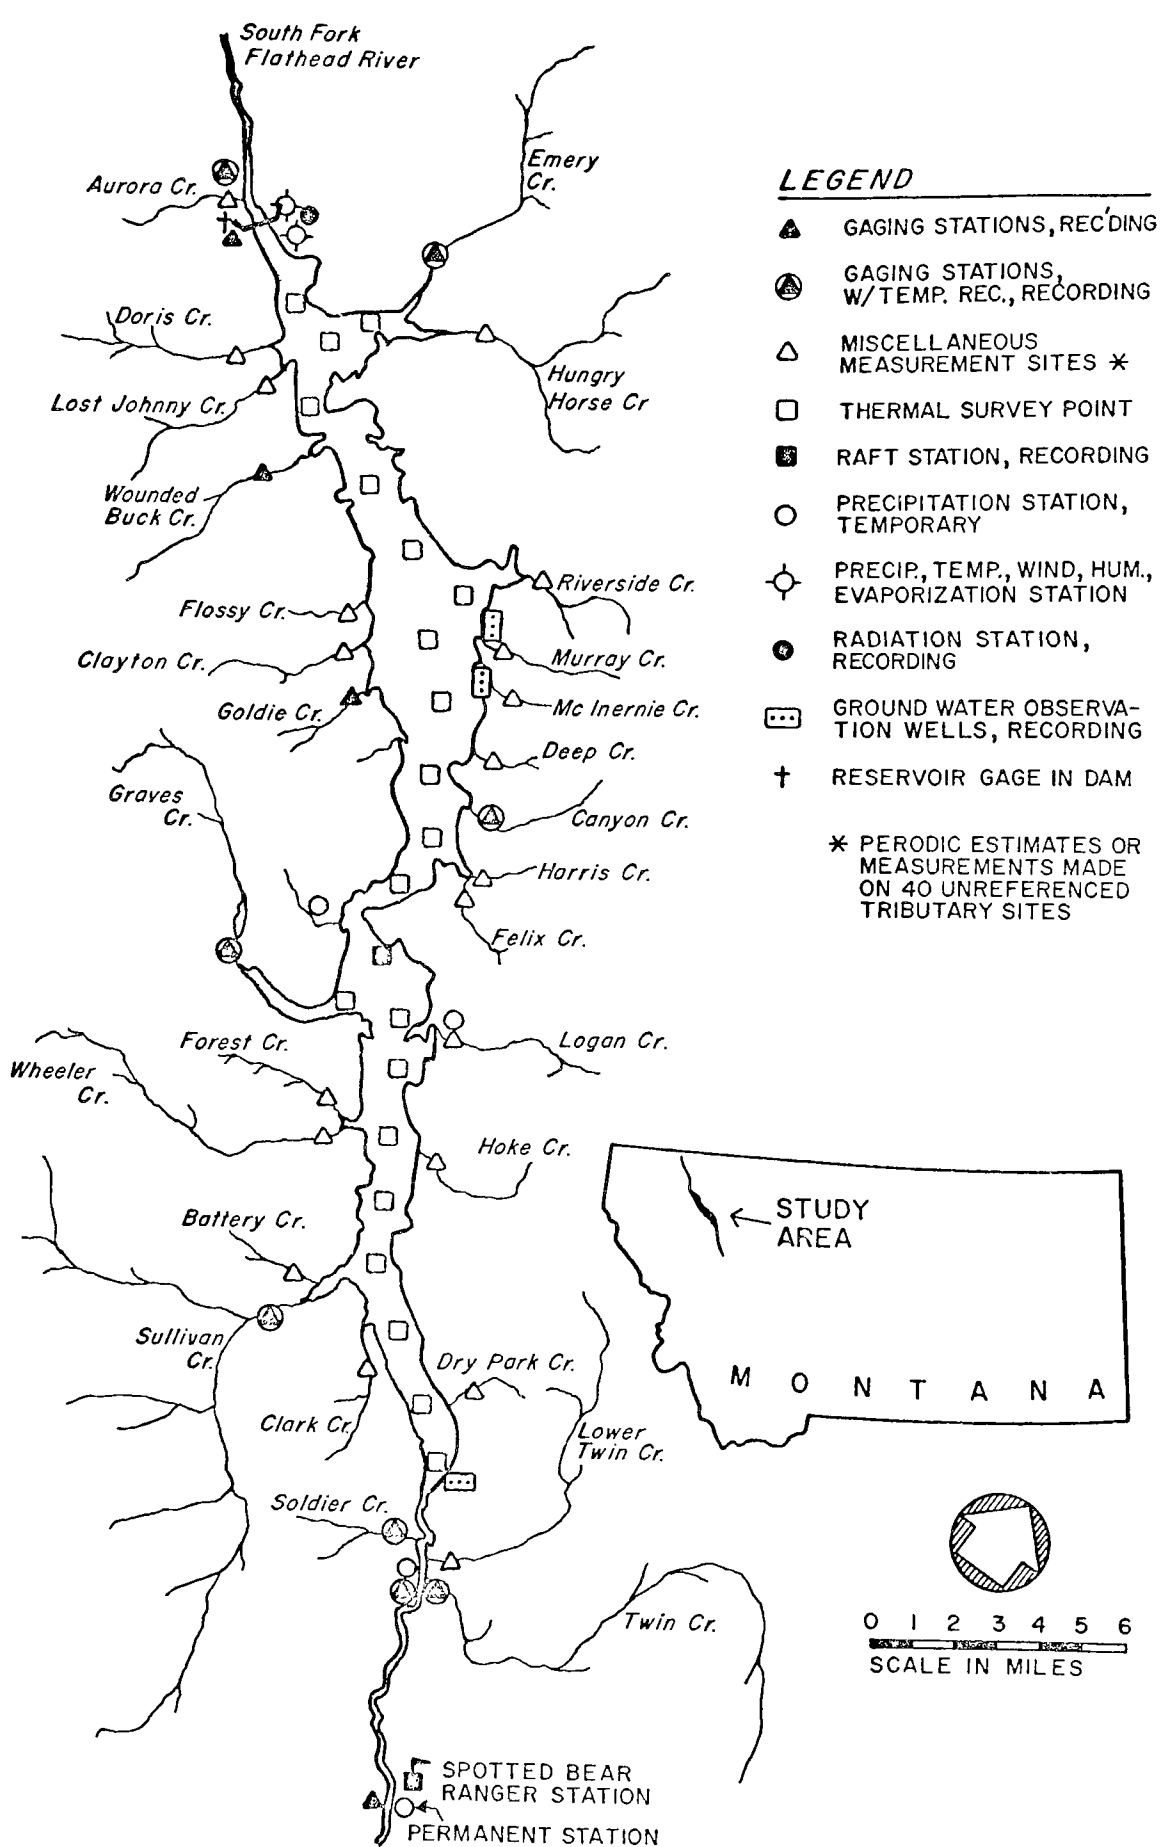 South Fork
Flathead River
Aurora Cr.
Emery
Cr.
Doris Cr.
Lost Johnny Cr.
Hungry
Horse Cr
Wounded
Buck Cr.
Riverside Cr.
Flossy Cr.
Clayton Cr.
Murray Cr.
Goldie Cr.
Mc Inernie Cr.
Deep Cr.
Graves
Cr.
Canyon Cr.
Harris Cr.
Felix Cr.
Forest Cr.
Logan Cr.
Wheeler
Cr.
Hoke Cr.
Battery Cr.
Sullivan
Cr.
Dry Park Cr.
Clark Cr.
Lower
Twin Cr.
Soldier Cr.
Twin Cr.
SPOTTED BEAR
RANGER STATION
PERMANENT STATION
LEGEND
GAGING STATIONS, REC'DING
GAGING STATIONS,
W/TEMP. REC., RECORDING
MISCELLANEOUS
MEASUREMENT SITES *
THERMAL SURVEY POINT
RAFT STATION, RECORDING
PRECIPITATION STATION,
TEMPORARY
PRECIP., TEMP., WIND, HUM.,
EVAPORIZATION STATION
RADIATION STATION,
RECORDING
GROUND WATER OBSERVA-
TION WELLS, RECORDING
RESERVOIR GAGE IN DAM
* PERODIC ESTIMATES OR
MEASUREMENTS MADE
ON 40 UNREFERENCED
TRIBUTARY SITES
STUDY
AREA
MONTANA
0 1 2 3 4 5 6
SCALE IN MILES